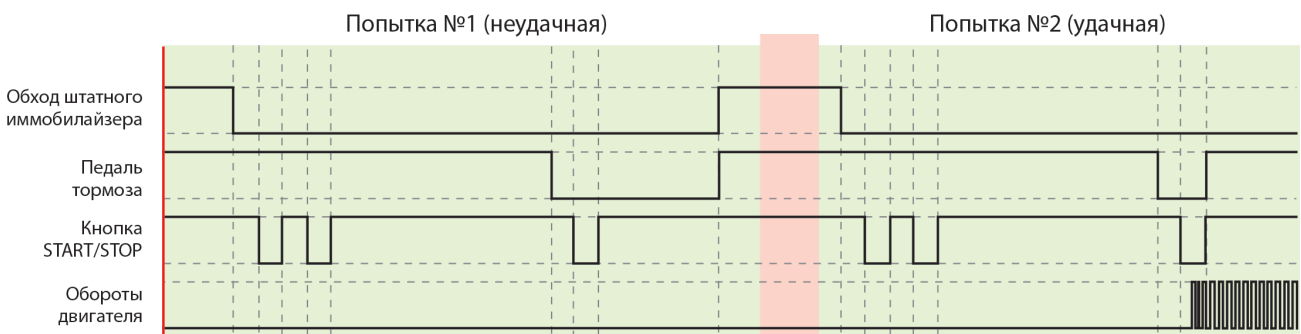 Попытка №1 (неудачная)
Попытка №2 (удачная)
Обход штатного
иммобилайзера
Педаль
тормоза
Кнопка
START/STOP
Обороты
двигателя